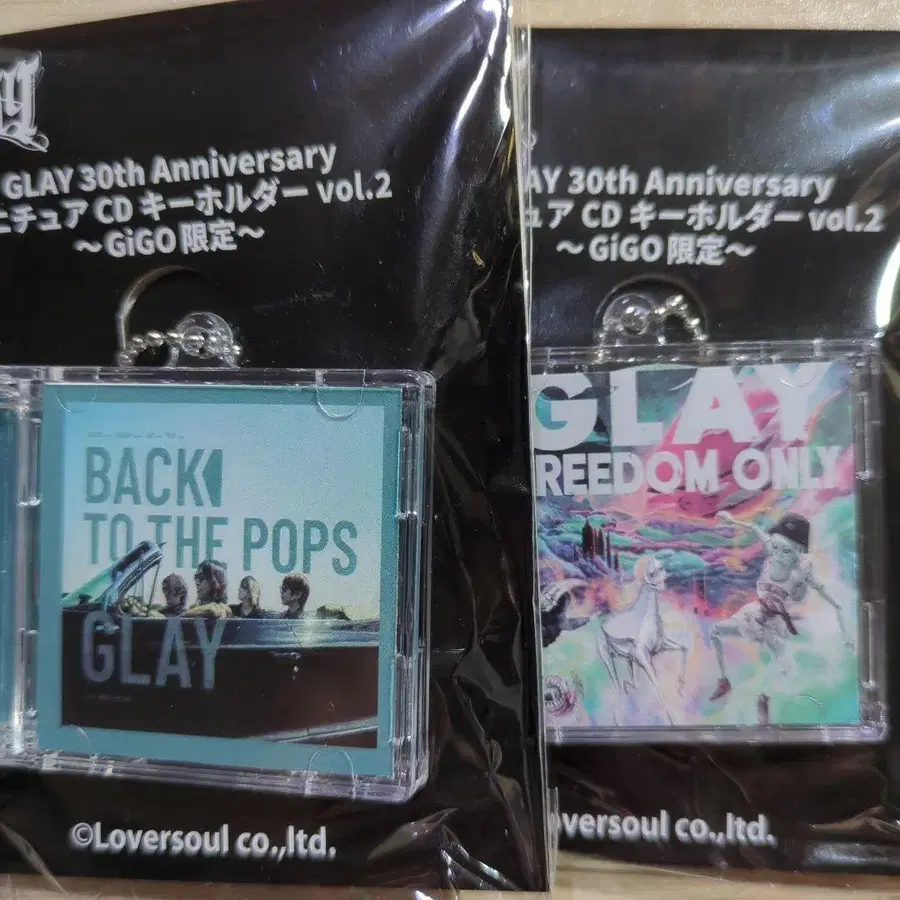 GLAY 30th Anniversary
ニチュア CD キーホルダー vol.2
～GiGO 限定～
BACK
TO THE POPS
GLAY
©Loversoul co.,ltd.
AY 30th Anniversary
ュア CD キーホルダー vol.2
～GiGO 限定～
GLAY
REEDOM ONLY
oversoul co.,ltd.